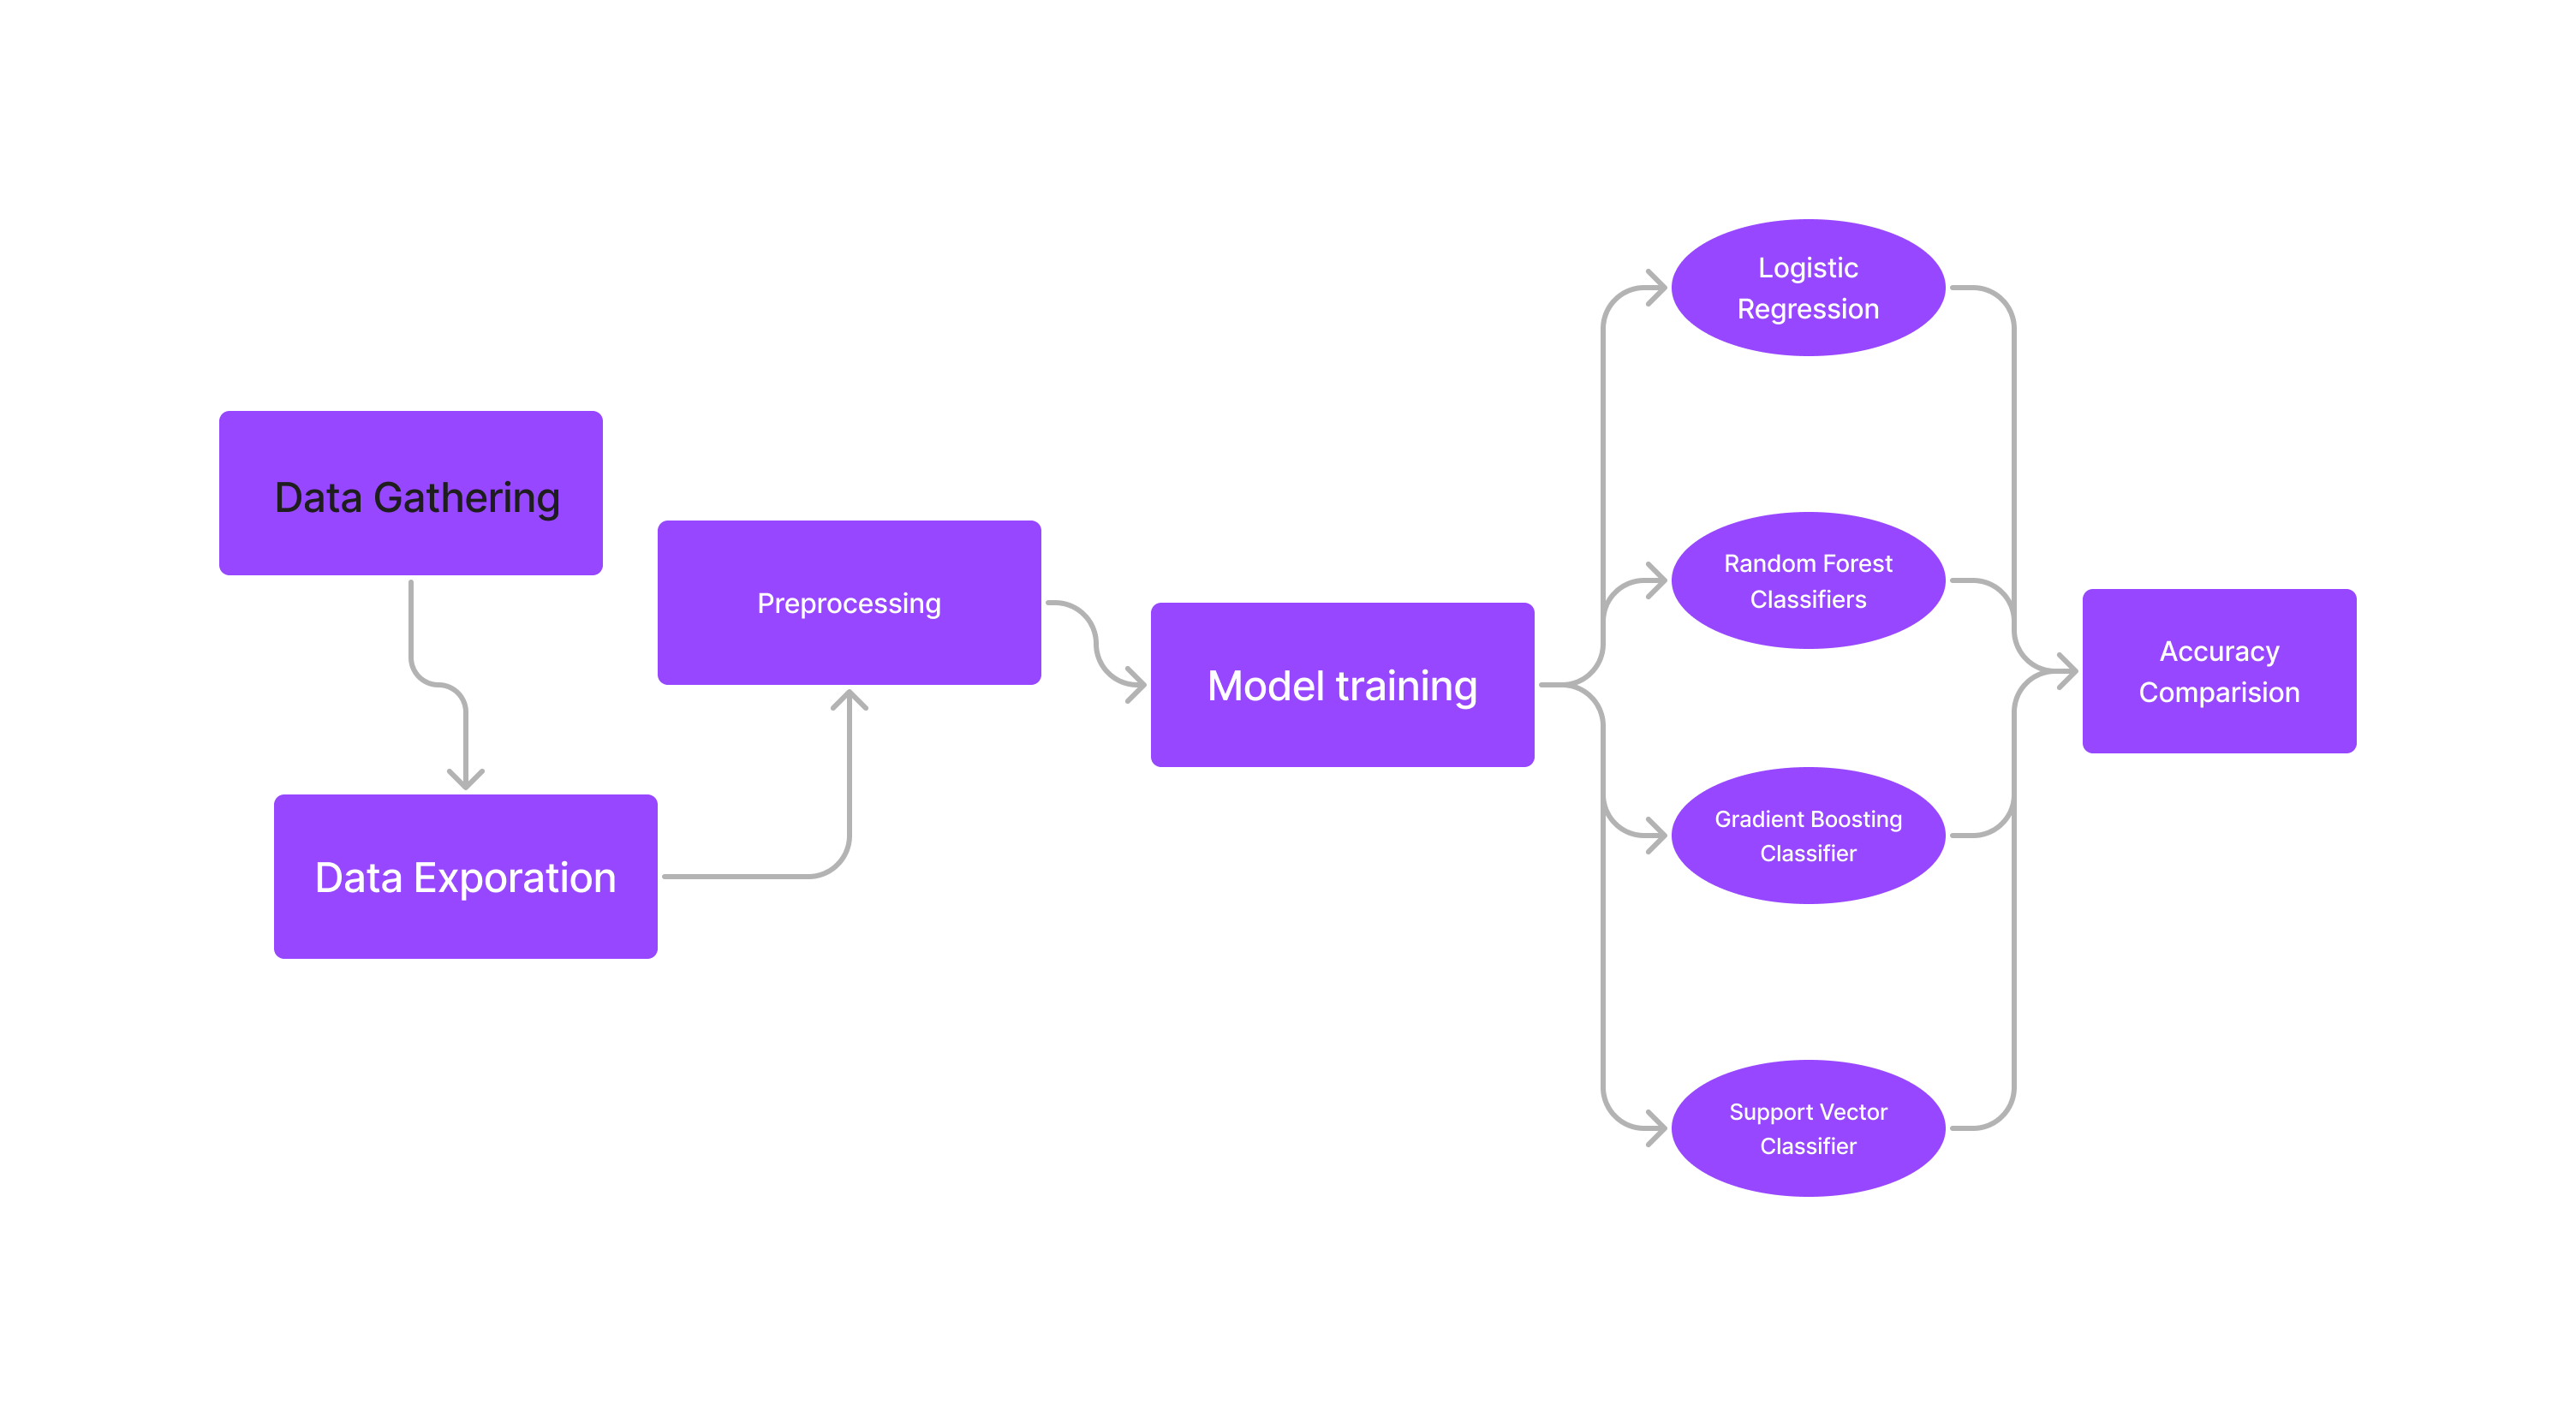 Data Gathering
Data Exporation
Preprocessing
Model training
Logistic
Regression
Random Forest
Classifiers
Gradient Boosting
Classifier
Support Vector
Classifier
Accuracy
Comparision